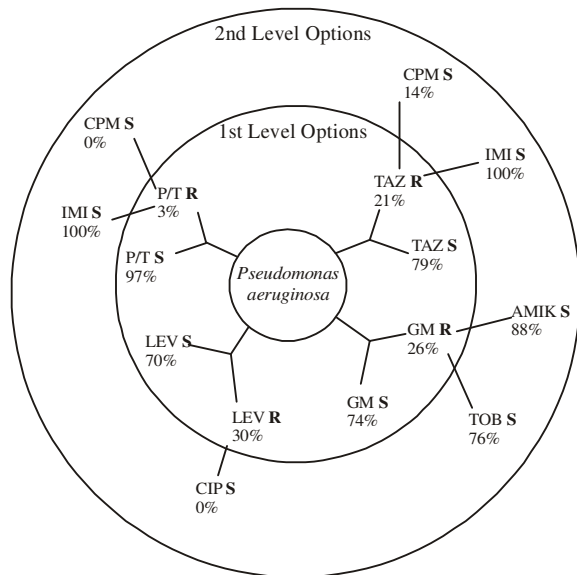 2nd Level Options
CPM S
14%
CPM S
0%
1st Level Options
IMI S
100%
P/T R
3%
TAZ R
21%
IMI S
100%
P/T S
97%
TAZ S
79%
Pseudomonas
aeruginosa
LEV S
70%
GM R
26%
AMIK S
88%
LEV R
30%
GM S
74%
TOB S
76%
CIP S
0%